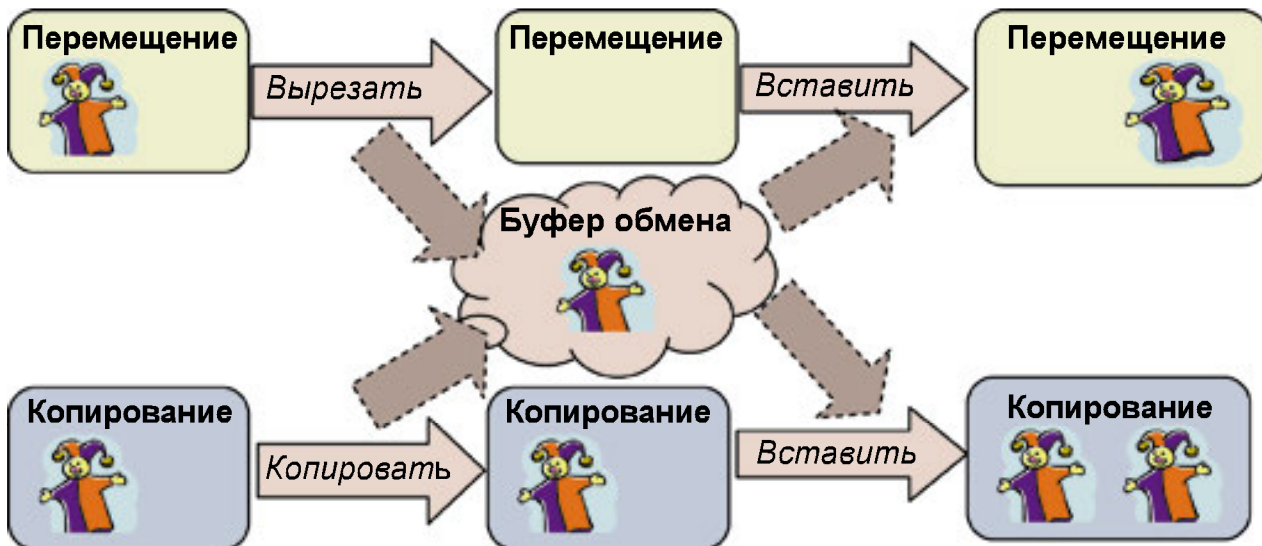 Перемещение
Вырезать
Перемещение
Вставить
Перемещение
Буфер обмена
Копирование
Копировать
Копирование
Вставить
Копирование